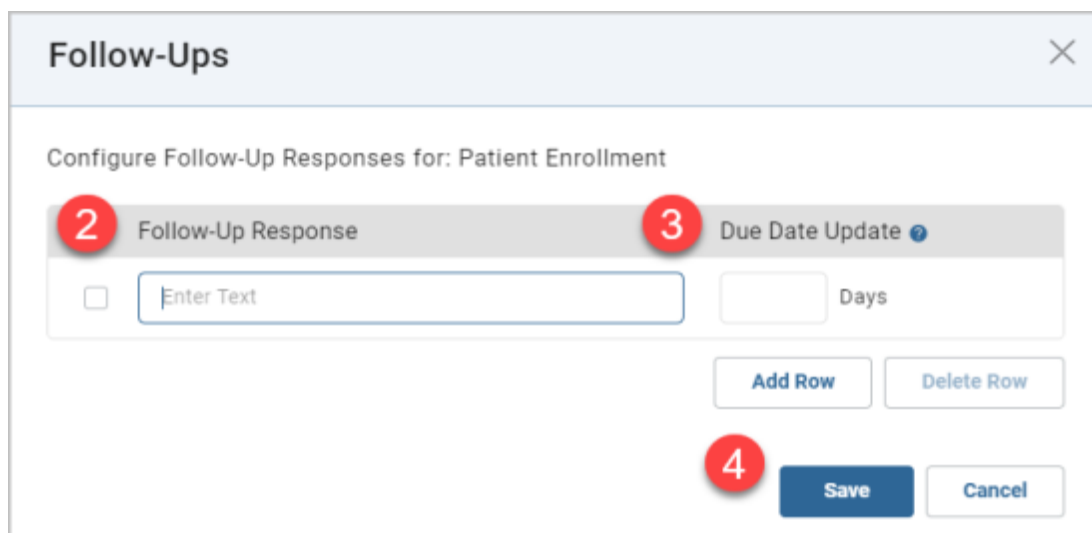 Follow-Ups
Configure Follow-Up Responses for: Patient Enrollment
2 Follow-Up Response 3 Due Date Update ?
Enter Text Days
Add Row Delete Row
4 Save Cancel